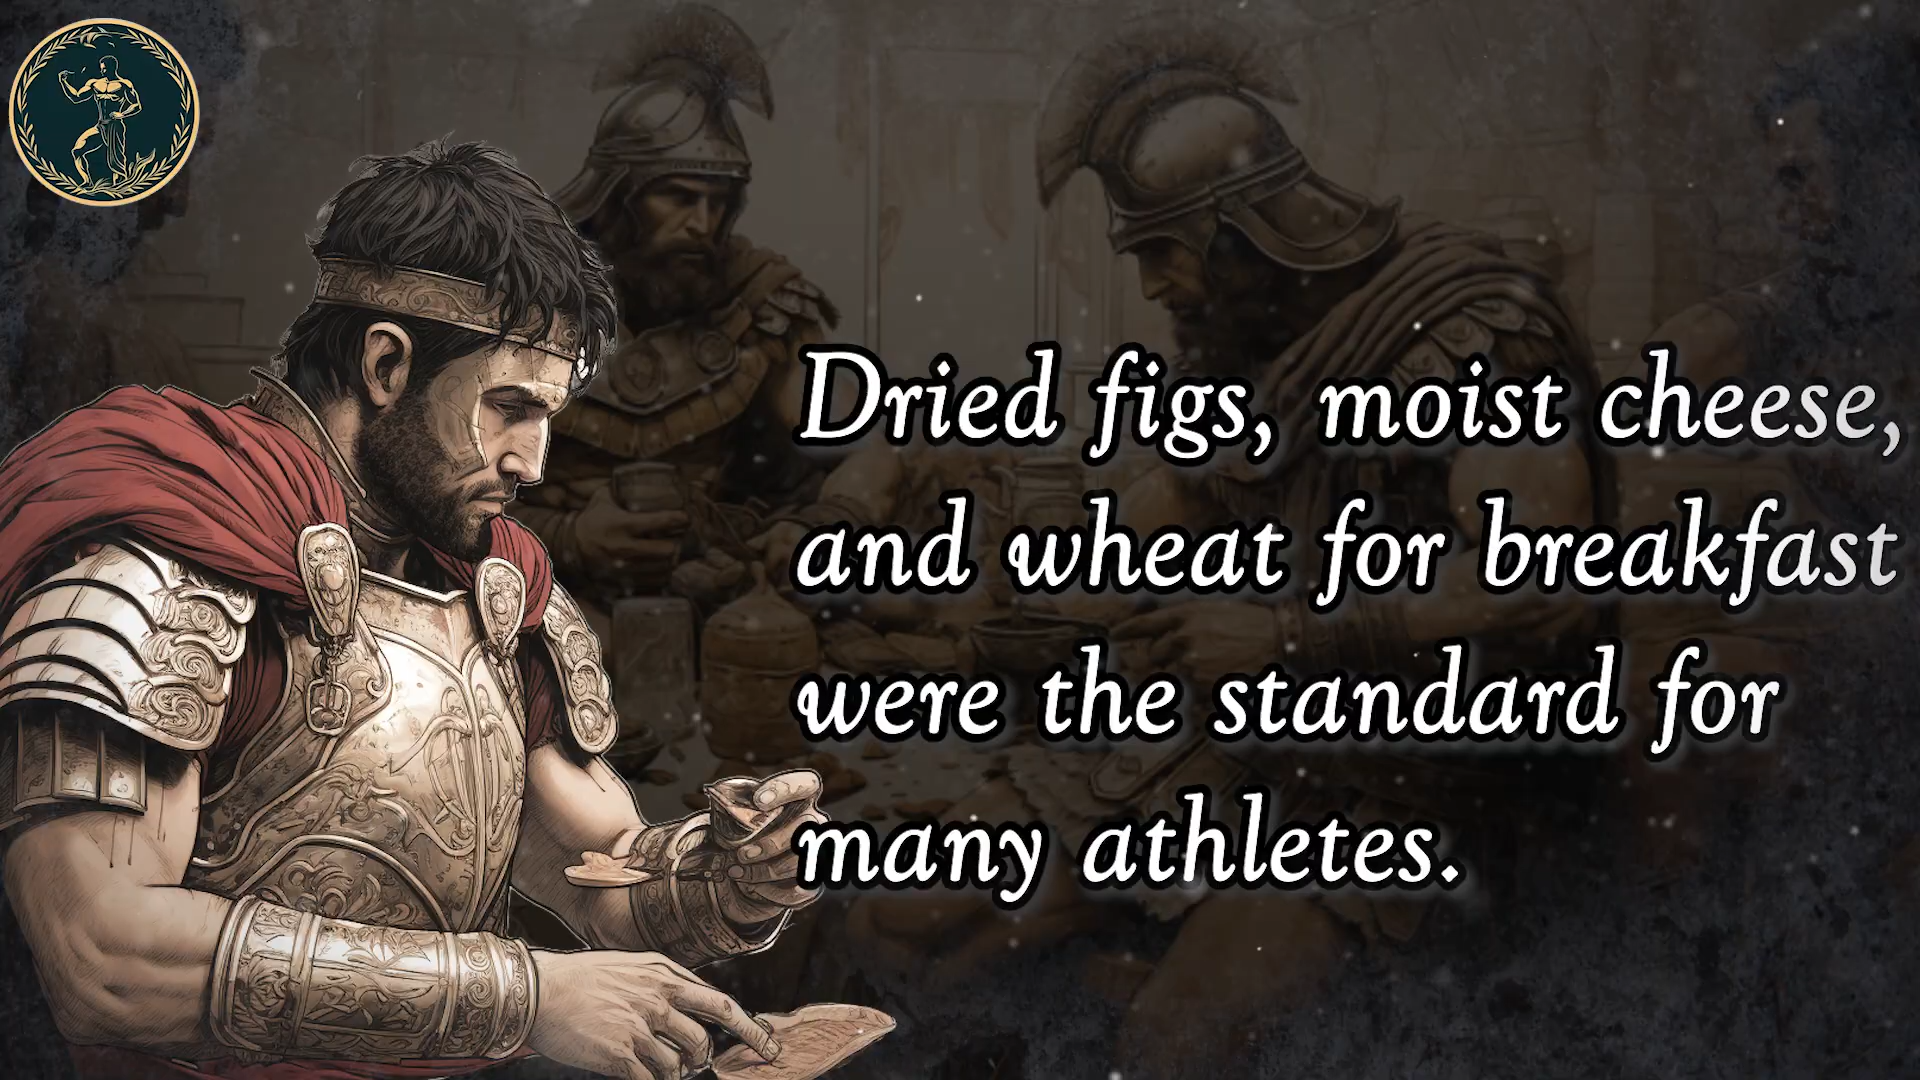 Dried figs, moist cheese,
and wheat for breakfast
were the standard for
many athletes.